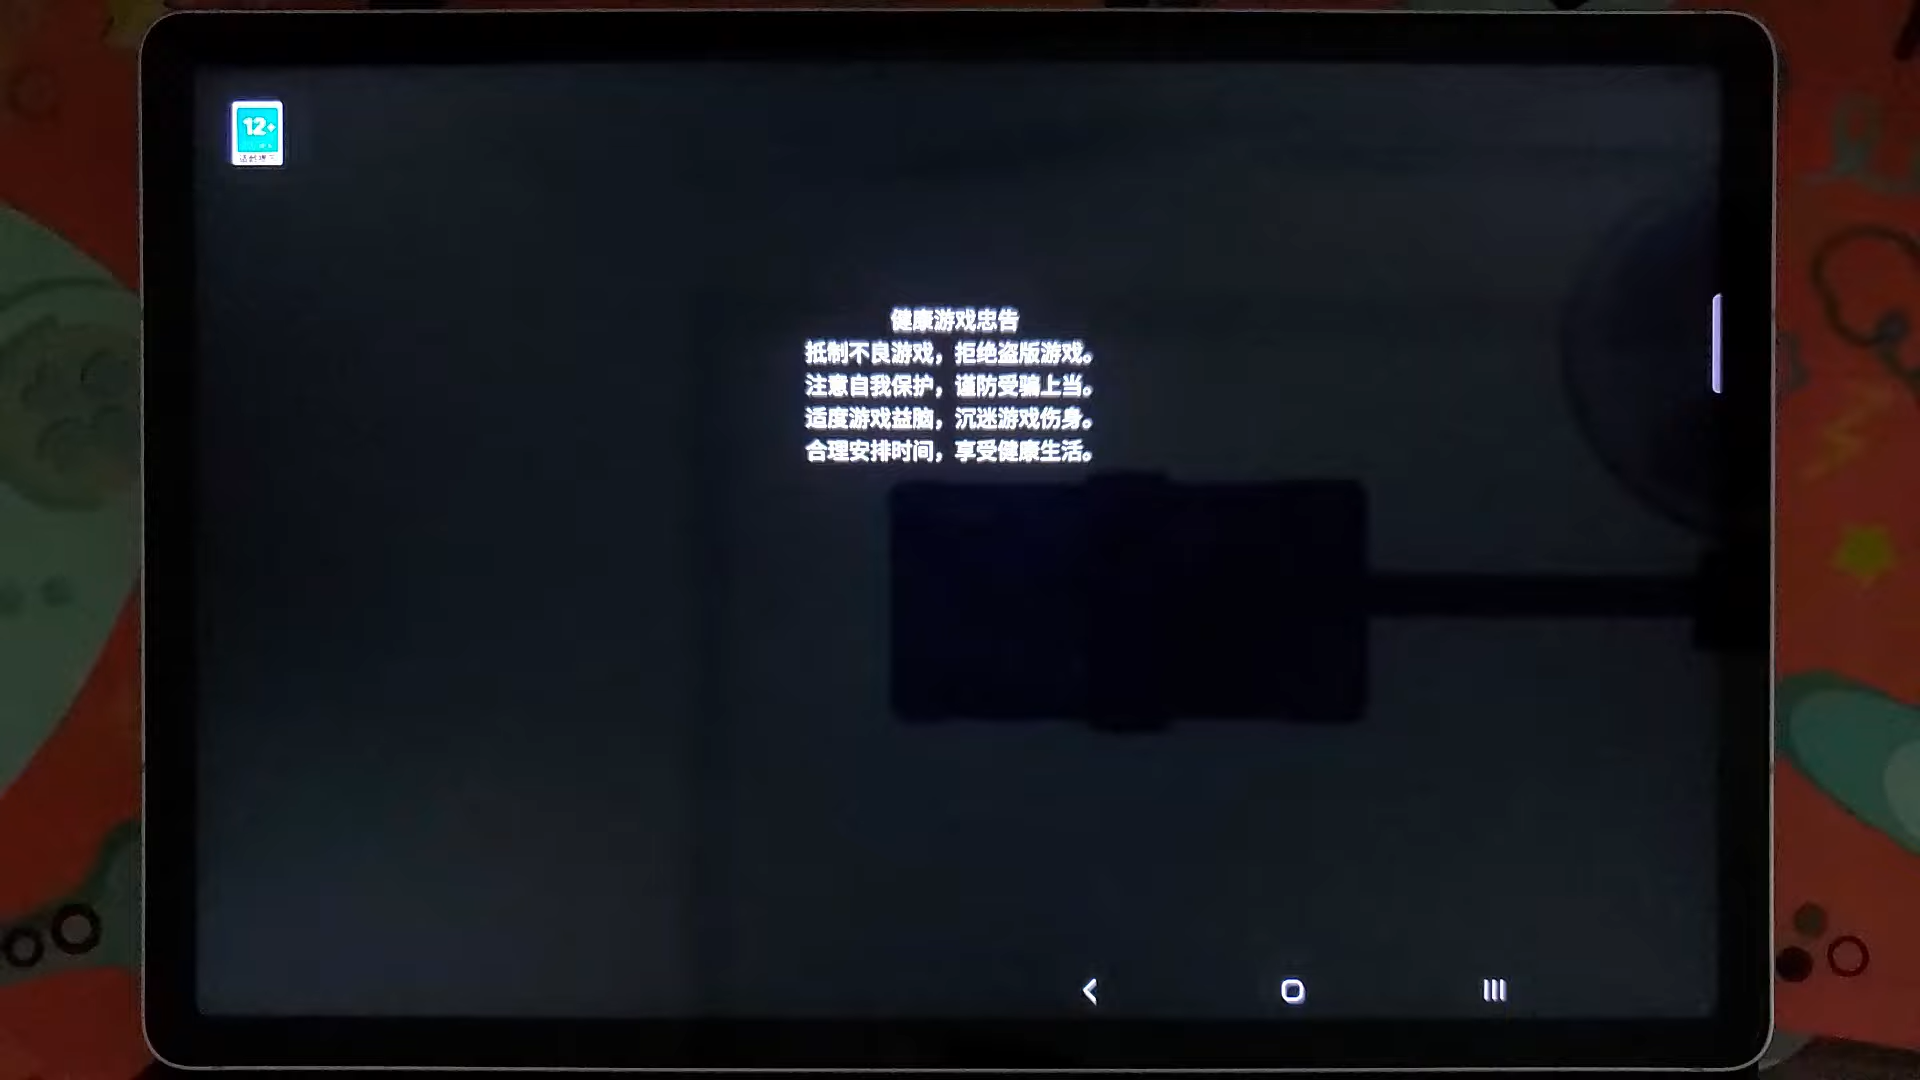 12+
健康游戏忠告
抵制不良游戏，拒绝盗版游戏。
注意自我保护，谨防受骗上当。
适度游戏益脑，沉迷游戏伤身。
合理安排时间，享受健康生活。